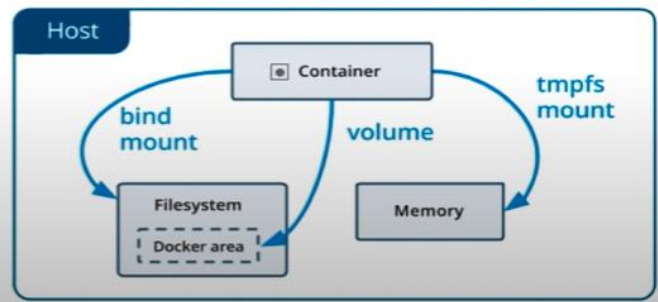 Host
Container
bind
mount
volume
tmpfs
mount
Filesystem
Docker area
Memory